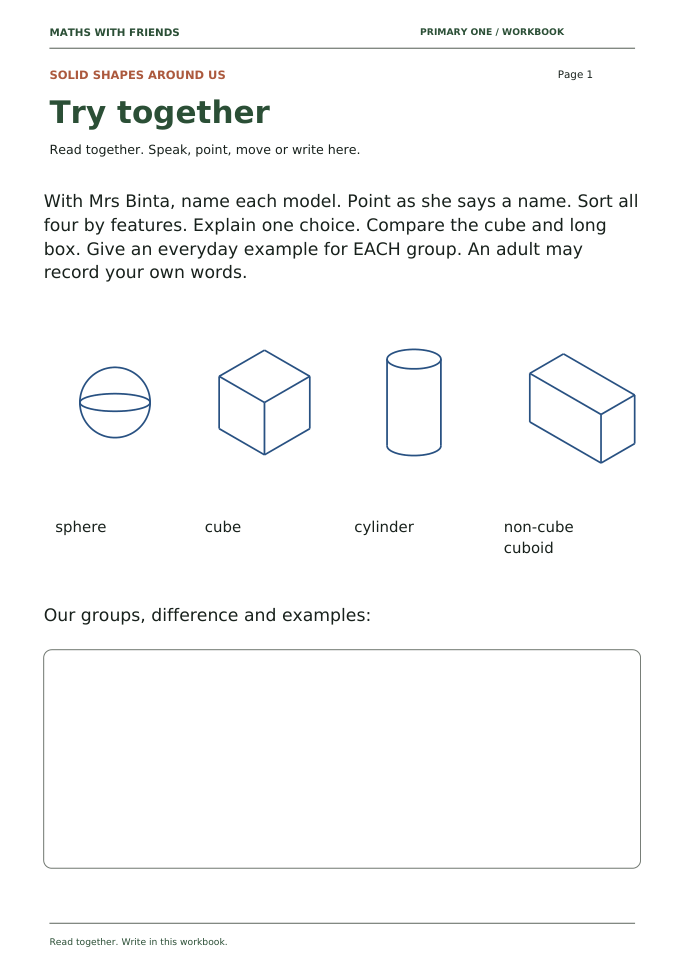 MATHS WITH FRIENDS
PRIMARY ONE / WORKBOOK
SOLID SHAPES AROUND US
Page 1
Try together
Read together. Speak, point, move or write here.
With Mrs Binta, name each model. Point as she says a name. Sort all
four by features. Explain one choice. Compare the cube and long
box. Give an everyday example for EACH group. An adult may
record your own words.
sphere
cube
cylinder
non-cube
cuboid
Our groups, difference and examples:
Read together. Write in this workbook.